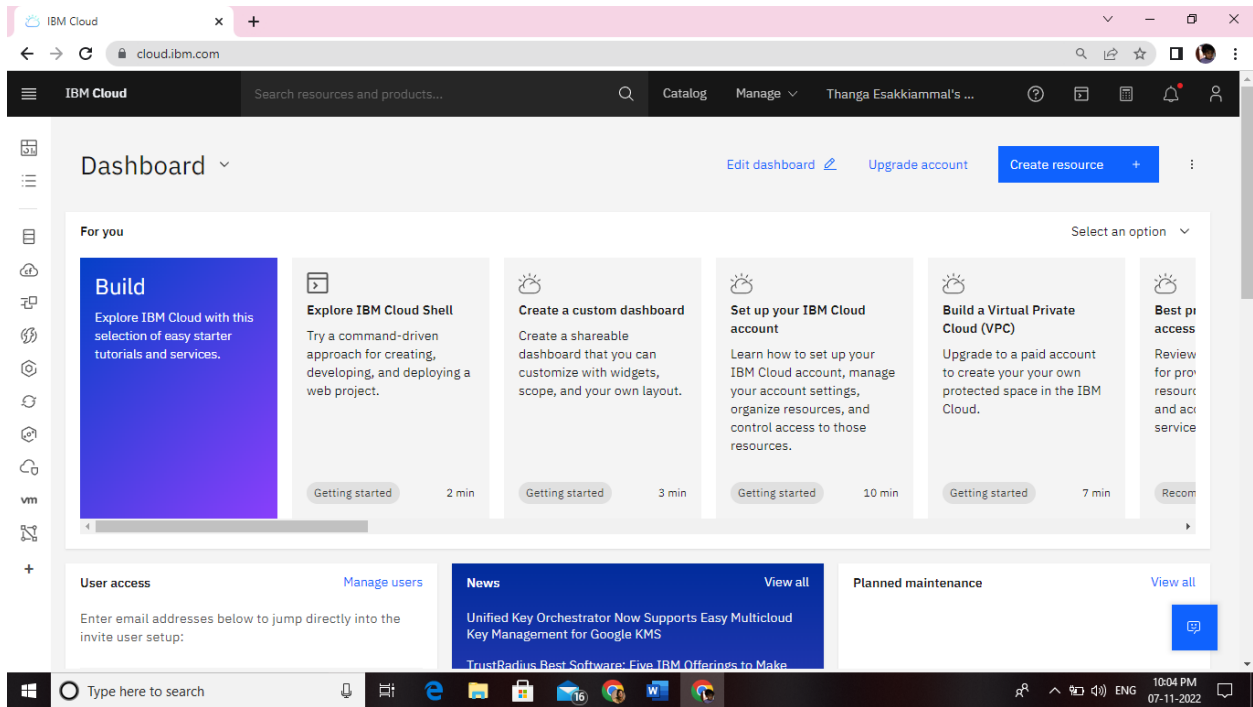 IBM Cloud
cloud.ibm.com
IBM Cloud
Search resources and products...
Catalog
Manage
Thanga Esakkiammal's ...
Dashboard
Edit dashboard
Upgrade account
Create resource +
For you
Select an option
Build
Explore IBM Cloud with this
selection of easy starter
tutorials and services.
Explore IBM Cloud Shell
Try a command-driven
approach for creating,
developing, and deploying a
web project.
Getting started
2 min
Create a custom dashboard
Create a shareable
dashboard that you can
customize with widgets,
scope, and your own layout.
Getting started
3 min
Set up your IBM Cloud
account
Learn how to set up your
IBM Cloud account, manage
your account settings,
organize resources, and
control access to those
resources.
Getting started
10 min
Build a Virtual Private
Cloud (VPC)
Upgrade to a paid account
to create your your own
protected space in the IBM
Cloud.
Getting started
7 min
Best pr
access
Review
for prov
resourc
and acc
service
Recom
vm
User access
Manage users
Enter email addresses below to jump directly into the
invite user setup:
News
View all
Unified Key Orchestrator Now Supports Easy Multicloud
Key Management for Google KMS
TrustRadius Best Software: Five IBM Offerings to Make
Planned maintenance
View all
Type here to search
16
ENG
10:04 PM
07-11-2022